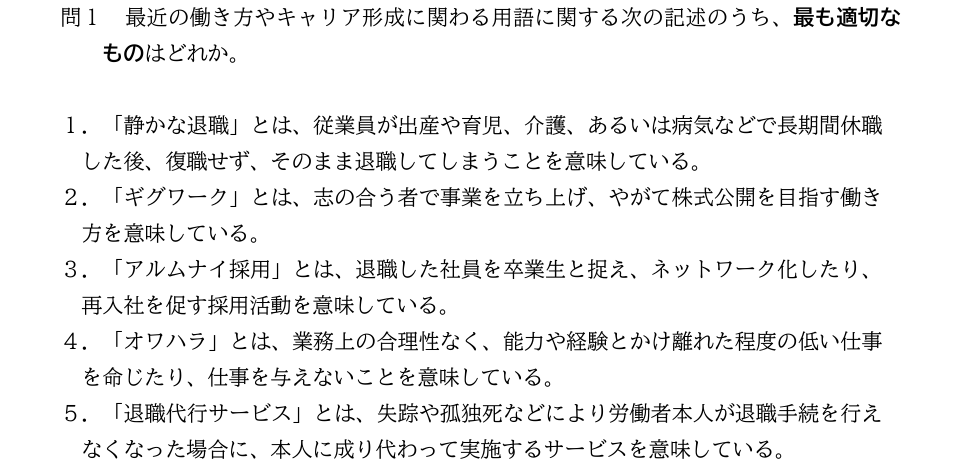 問１　最近の働き方やキャリア形成に関わる用語に関する次の記述のうち、最も適切な
ものはどれか。
１．「静かな退職」とは、従業員が出産や育児、介護、あるいは病気などで長期間休職
した後、復職せず、そのまま退職してしまうことを意味している。
２．「ギグワーク」とは、志の合う者で事業を立ち上げ、やがて株式公開を目指す働き
方を意味している。
３．「アルムナイ採用」とは、退職した社員を卒業生と捉え、ネットワーク化したり、
再入社を促す採用活動を意味している。
４．「オワハラ」とは、業務上の合理性なく、能力や経験とかけ離れた程度の低い仕事
を命じたり、仕事を与えないことを意味している。
５．「退職代行サービス」とは、失踪や孤独死などにより労働者本人が退職手続を行え
なくなった場合に、本人に成り代わって実施するサービスを意味している。